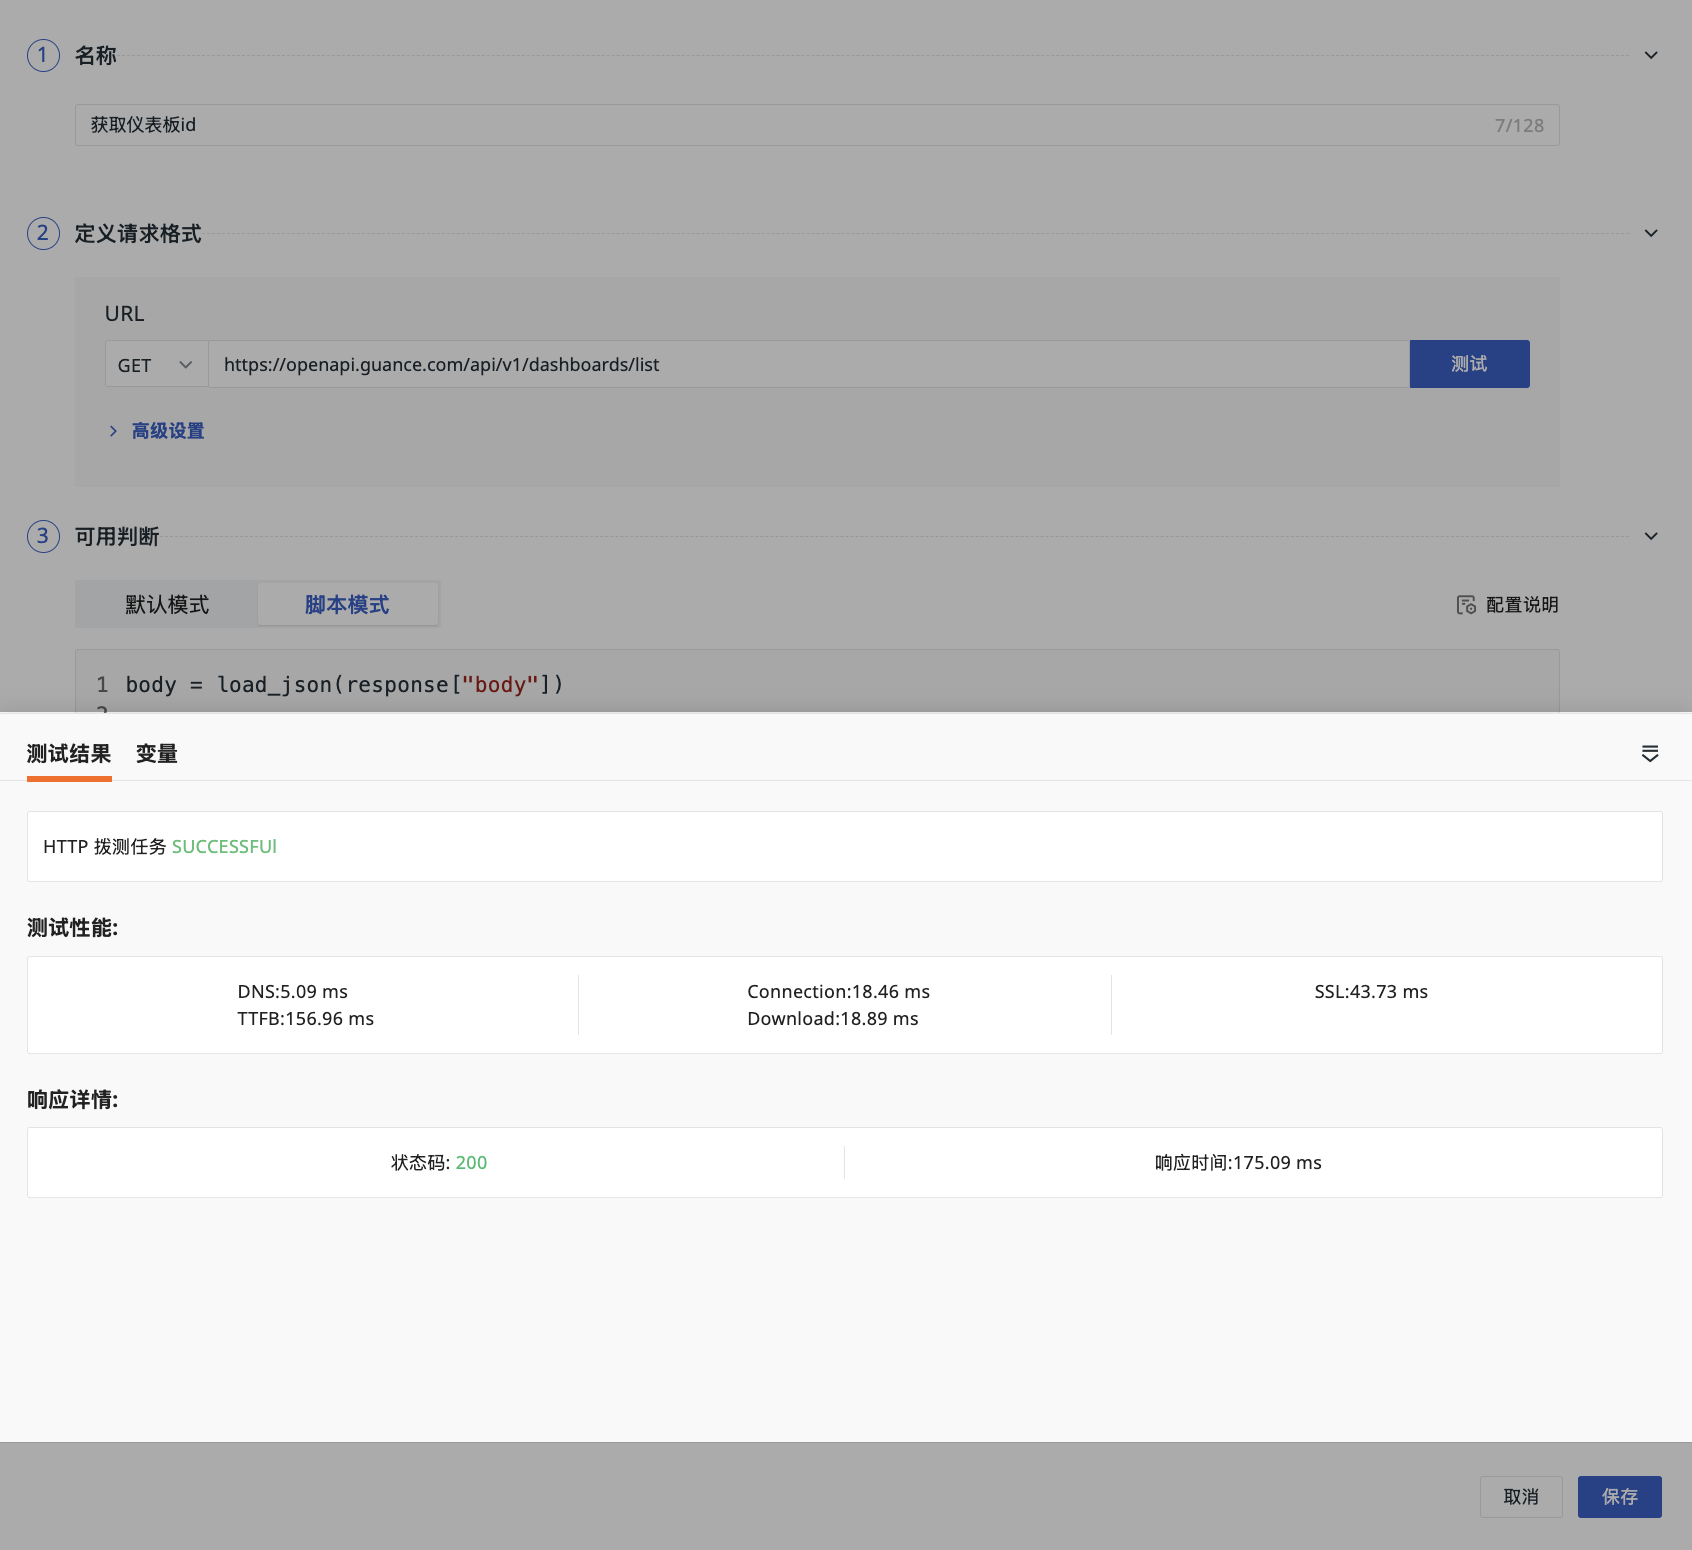 1 名称
获取仪表板id 7/128
2 定义请求格式
URL
GET https://openapi.guance.com/api/v1/dashboards/list 测试
高级设置
3 可用判断
默认模式 脚本模式 配置说明
1 body = load_json(response["body"])
测试结果 变量
HTTP 拨测任务 SUCCESSFUl
测试性能:
DNS:5.09 ms Connection:18.46 ms SSL:43.73 ms
TTFB:156.96 ms Download:18.89 ms
响应详情:
状态码: 200 响应时间:175.09 ms
取消 保存